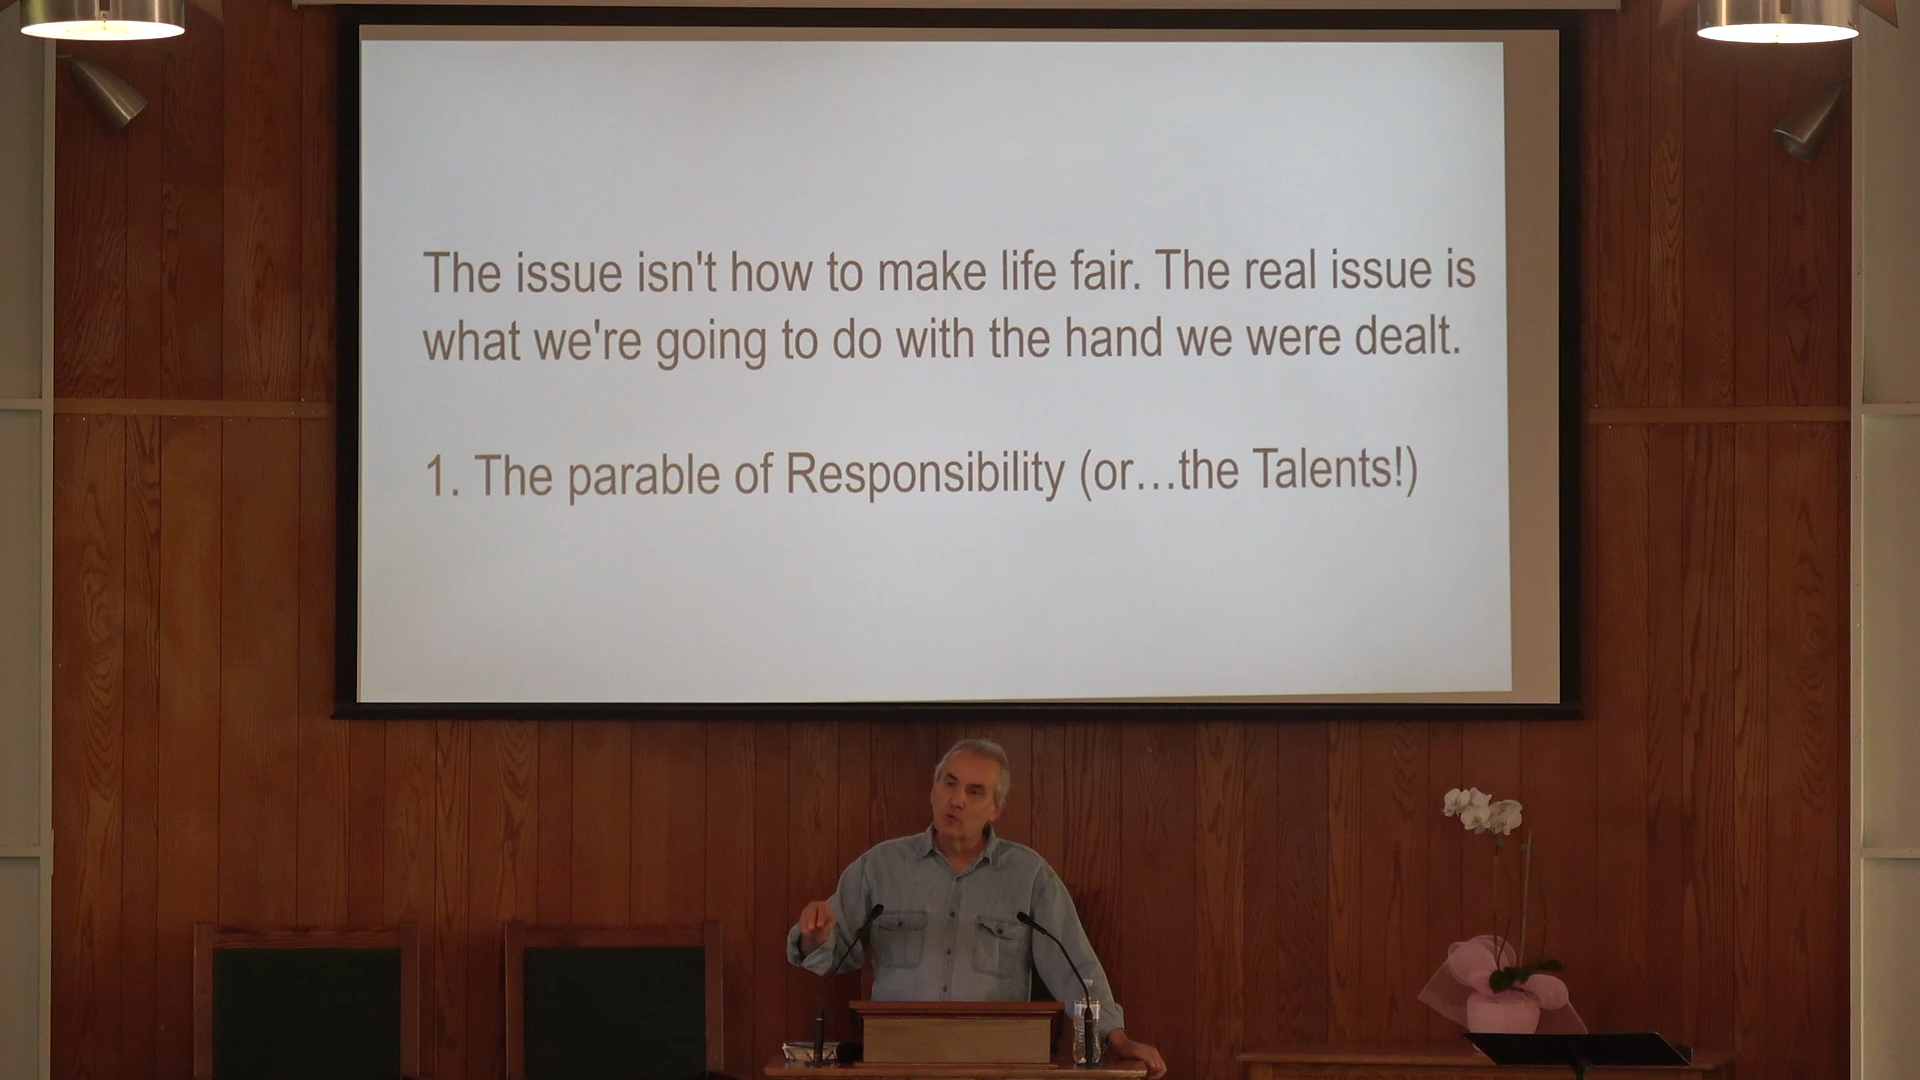 The issue isn't how to make life fair. The real issue is
what we're going to do with the hand we were dealt.
1. The parable of Responsibility (or…the Talents!)